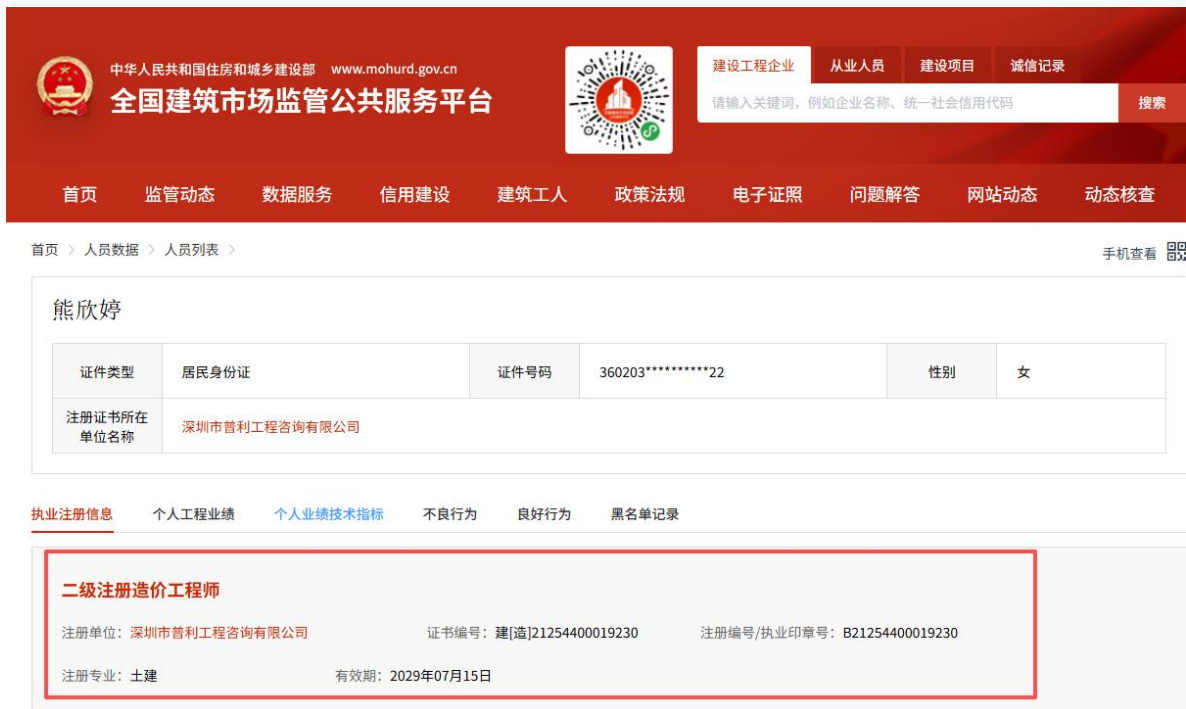 中华人民共和国住房和城乡建设部 www.mohurd.gov.cn
全国建筑市场监管公共服务平台
建设工程企业 从业人员 建设项目 诚信记录
请输入关键词，例如企业名称、统一社会信用代码 搜索
首页 监管动态 数据服务 信用建设 建筑工人 政策法规 电子证照 问题解答 网站动态 动态核查
首页 > 人员数据 > 人员列表 >
手机查看
熊欣婷
证件类型 居民身份证 证件号码 360203**********22 性别 女
注册证书所在
单位名称
深圳市普利工程咨询有限公司
执业注册信息 个人工程业绩 个人业绩技术指标 不良行为 良好行为 黑名单记录
二级注册造价工程师
注册单位：深圳市普利工程咨询有限公司 证书编号：建[造]21254400019230 注册编号/执业印章号：B21254400019230
注册专业：土建 有效期：2029年07月15日